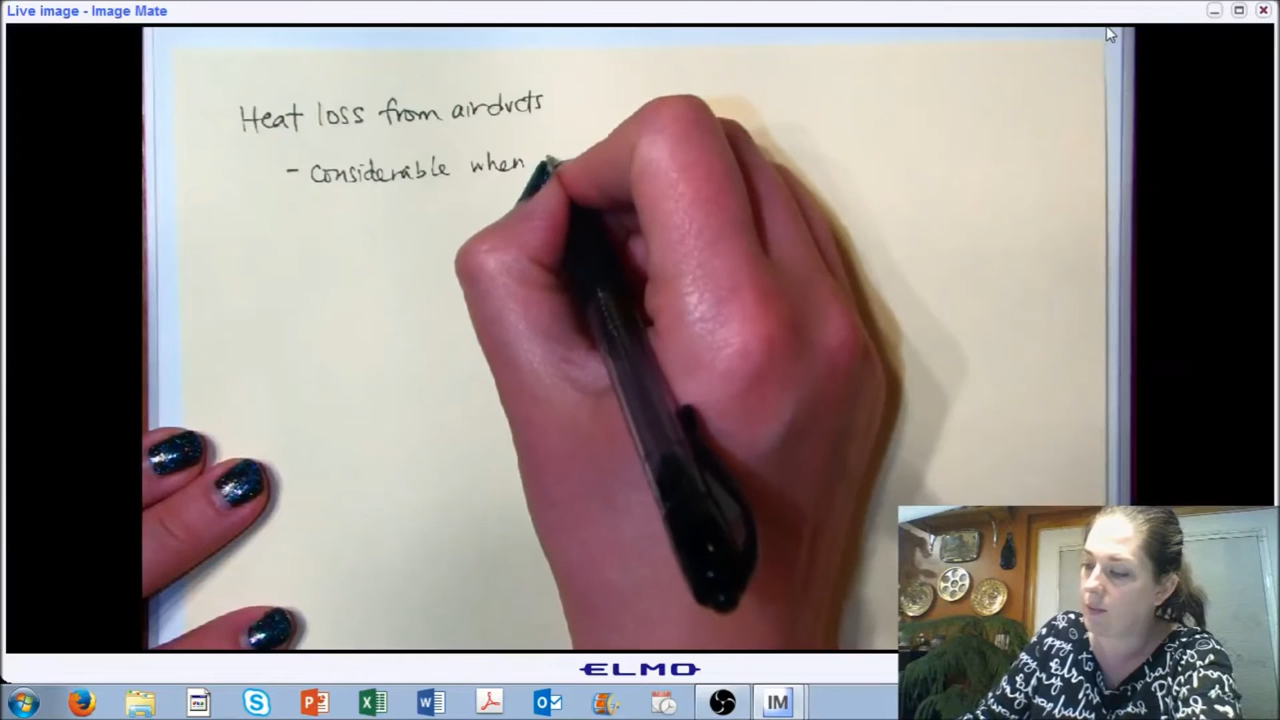 Live image - Image Mate
Heat loss from airducts
- Considerable when
ELMO
IM